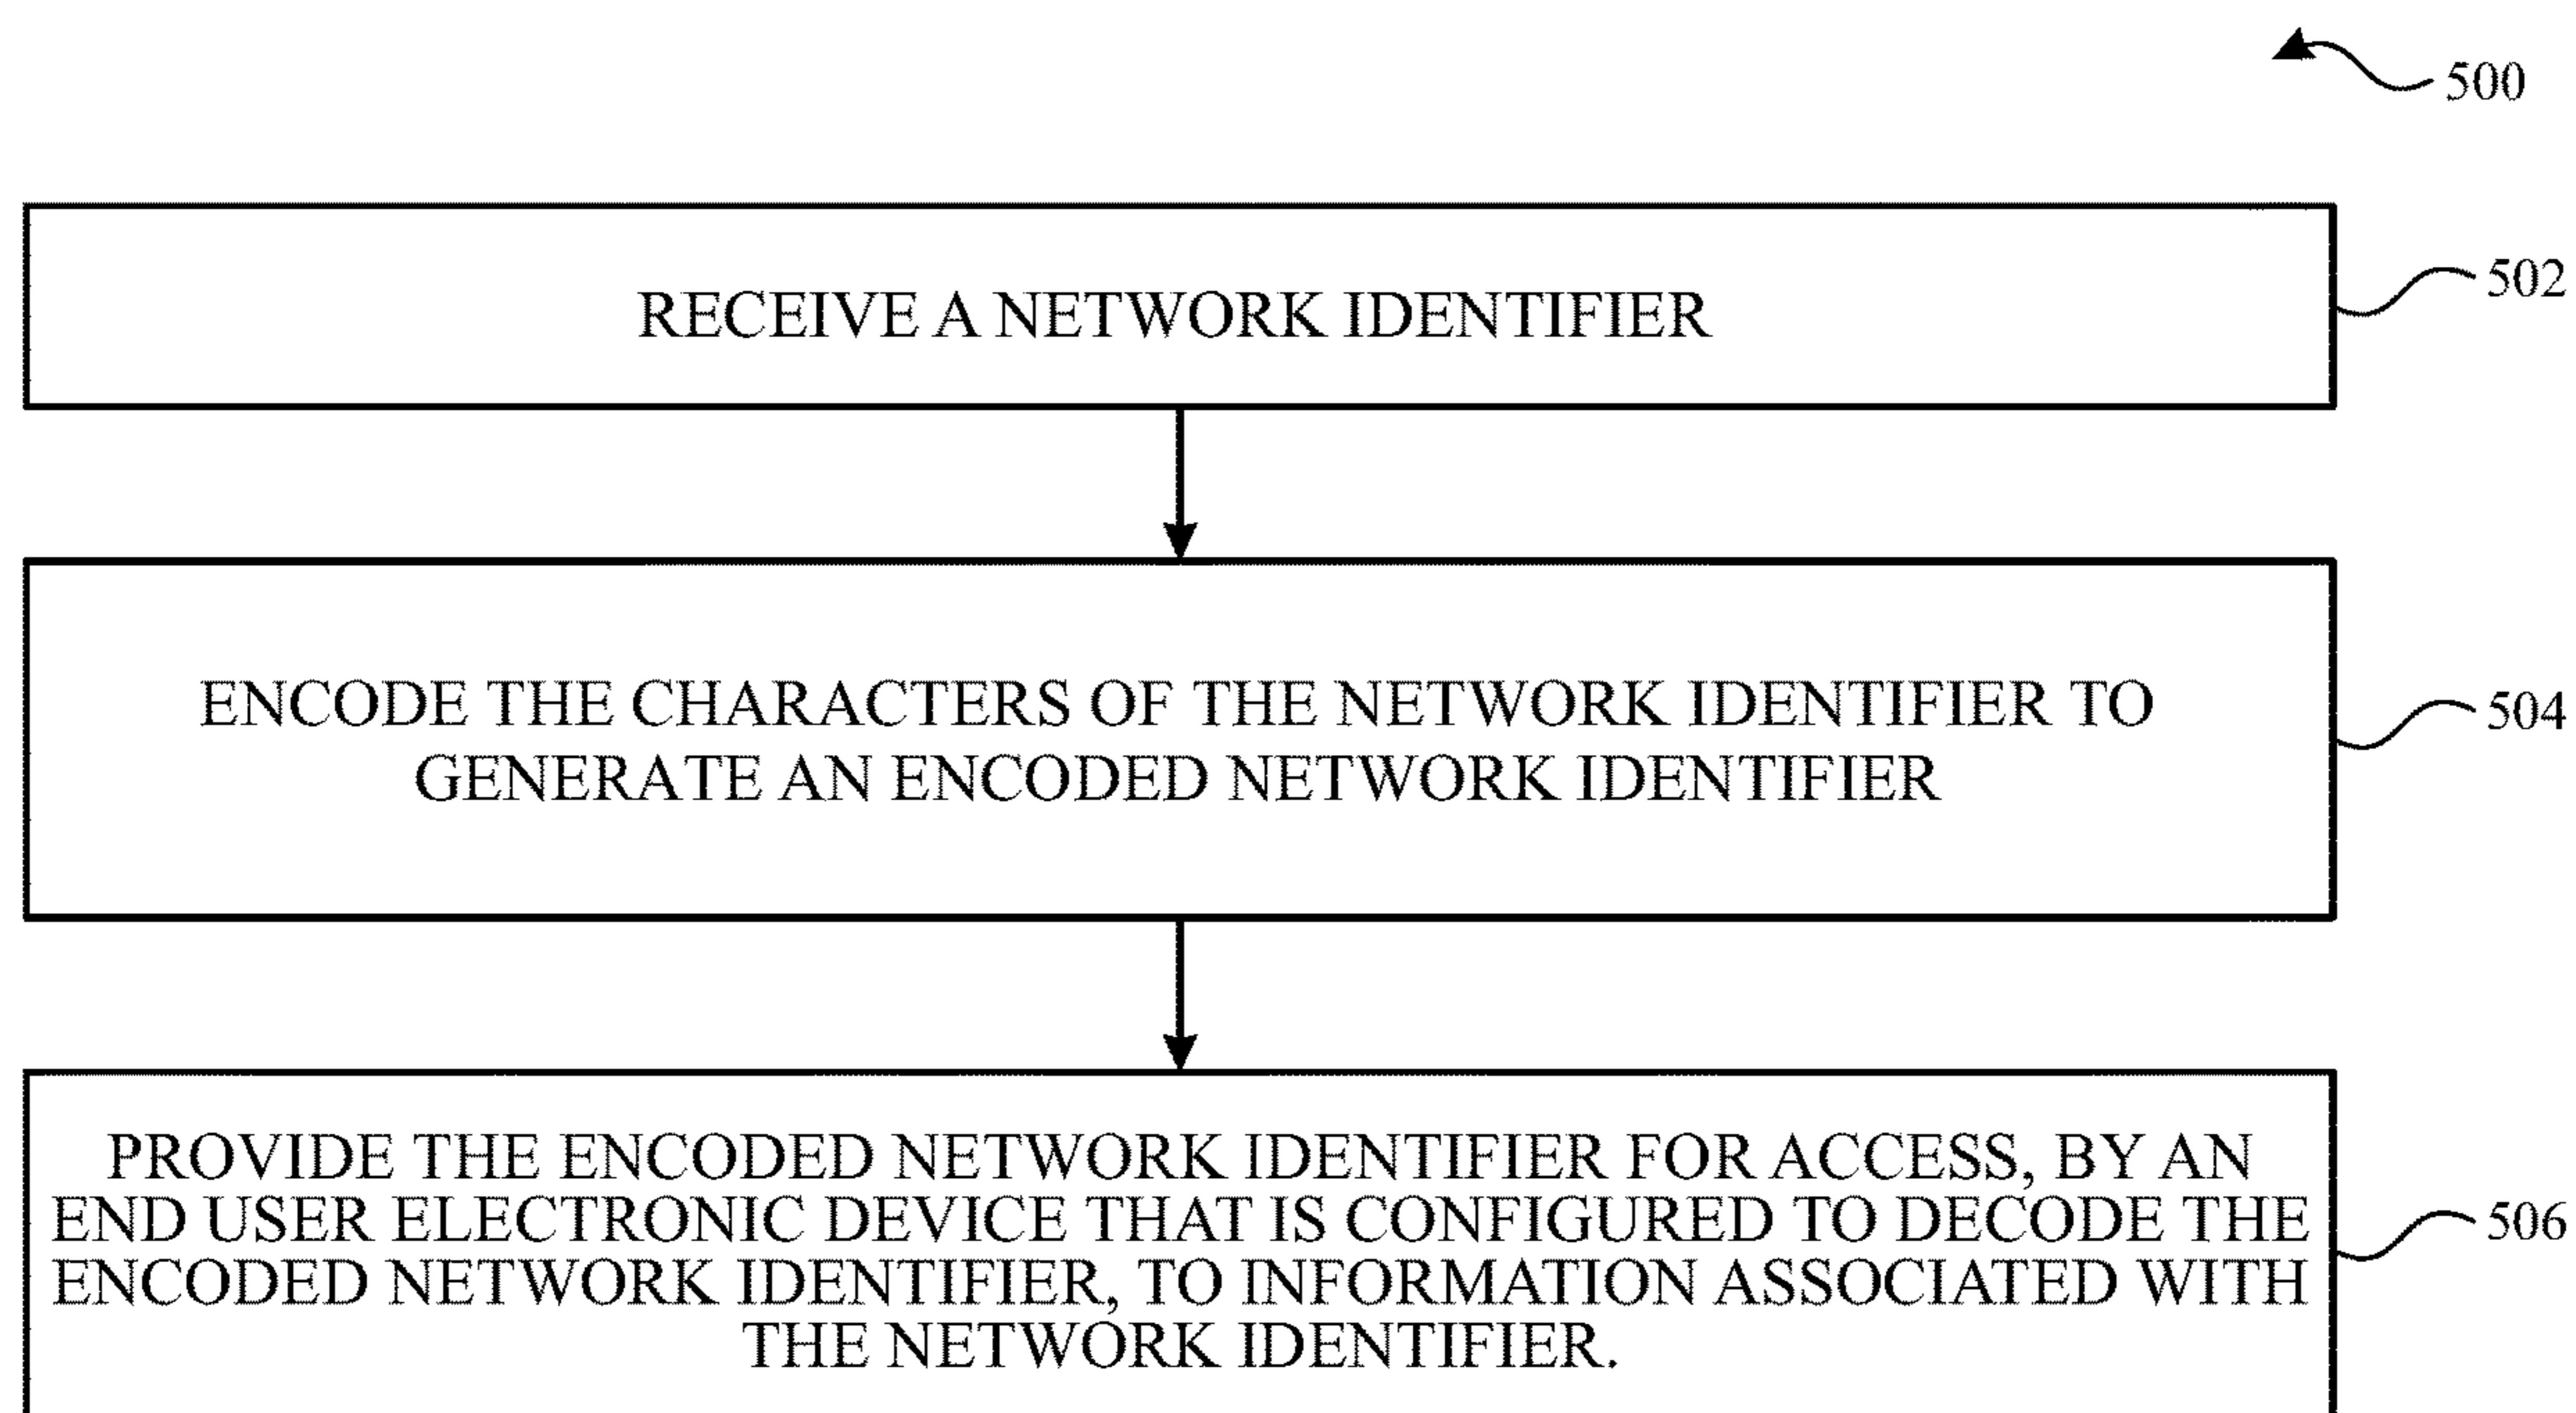 500
RECEIVE A NETWORK IDENTIFIER
502
ENCODE THE CHARACTERS OF THE NETWORK IDENTIFIER TO
GENERATE AN ENCODED NETWORK IDENTIFIER
504
PROVIDE THE ENCODED NETWORK IDENTIFIER FOR ACCESS, BY AN
END USER ELECTRONIC DEVICE THAT IS CONFIGURED TO DECODE THE
ENCODED NETWORK IDENTIFIER, TO INFORMATION ASSOCIATED WITH
THE NETWORK IDENTIFIER.
506